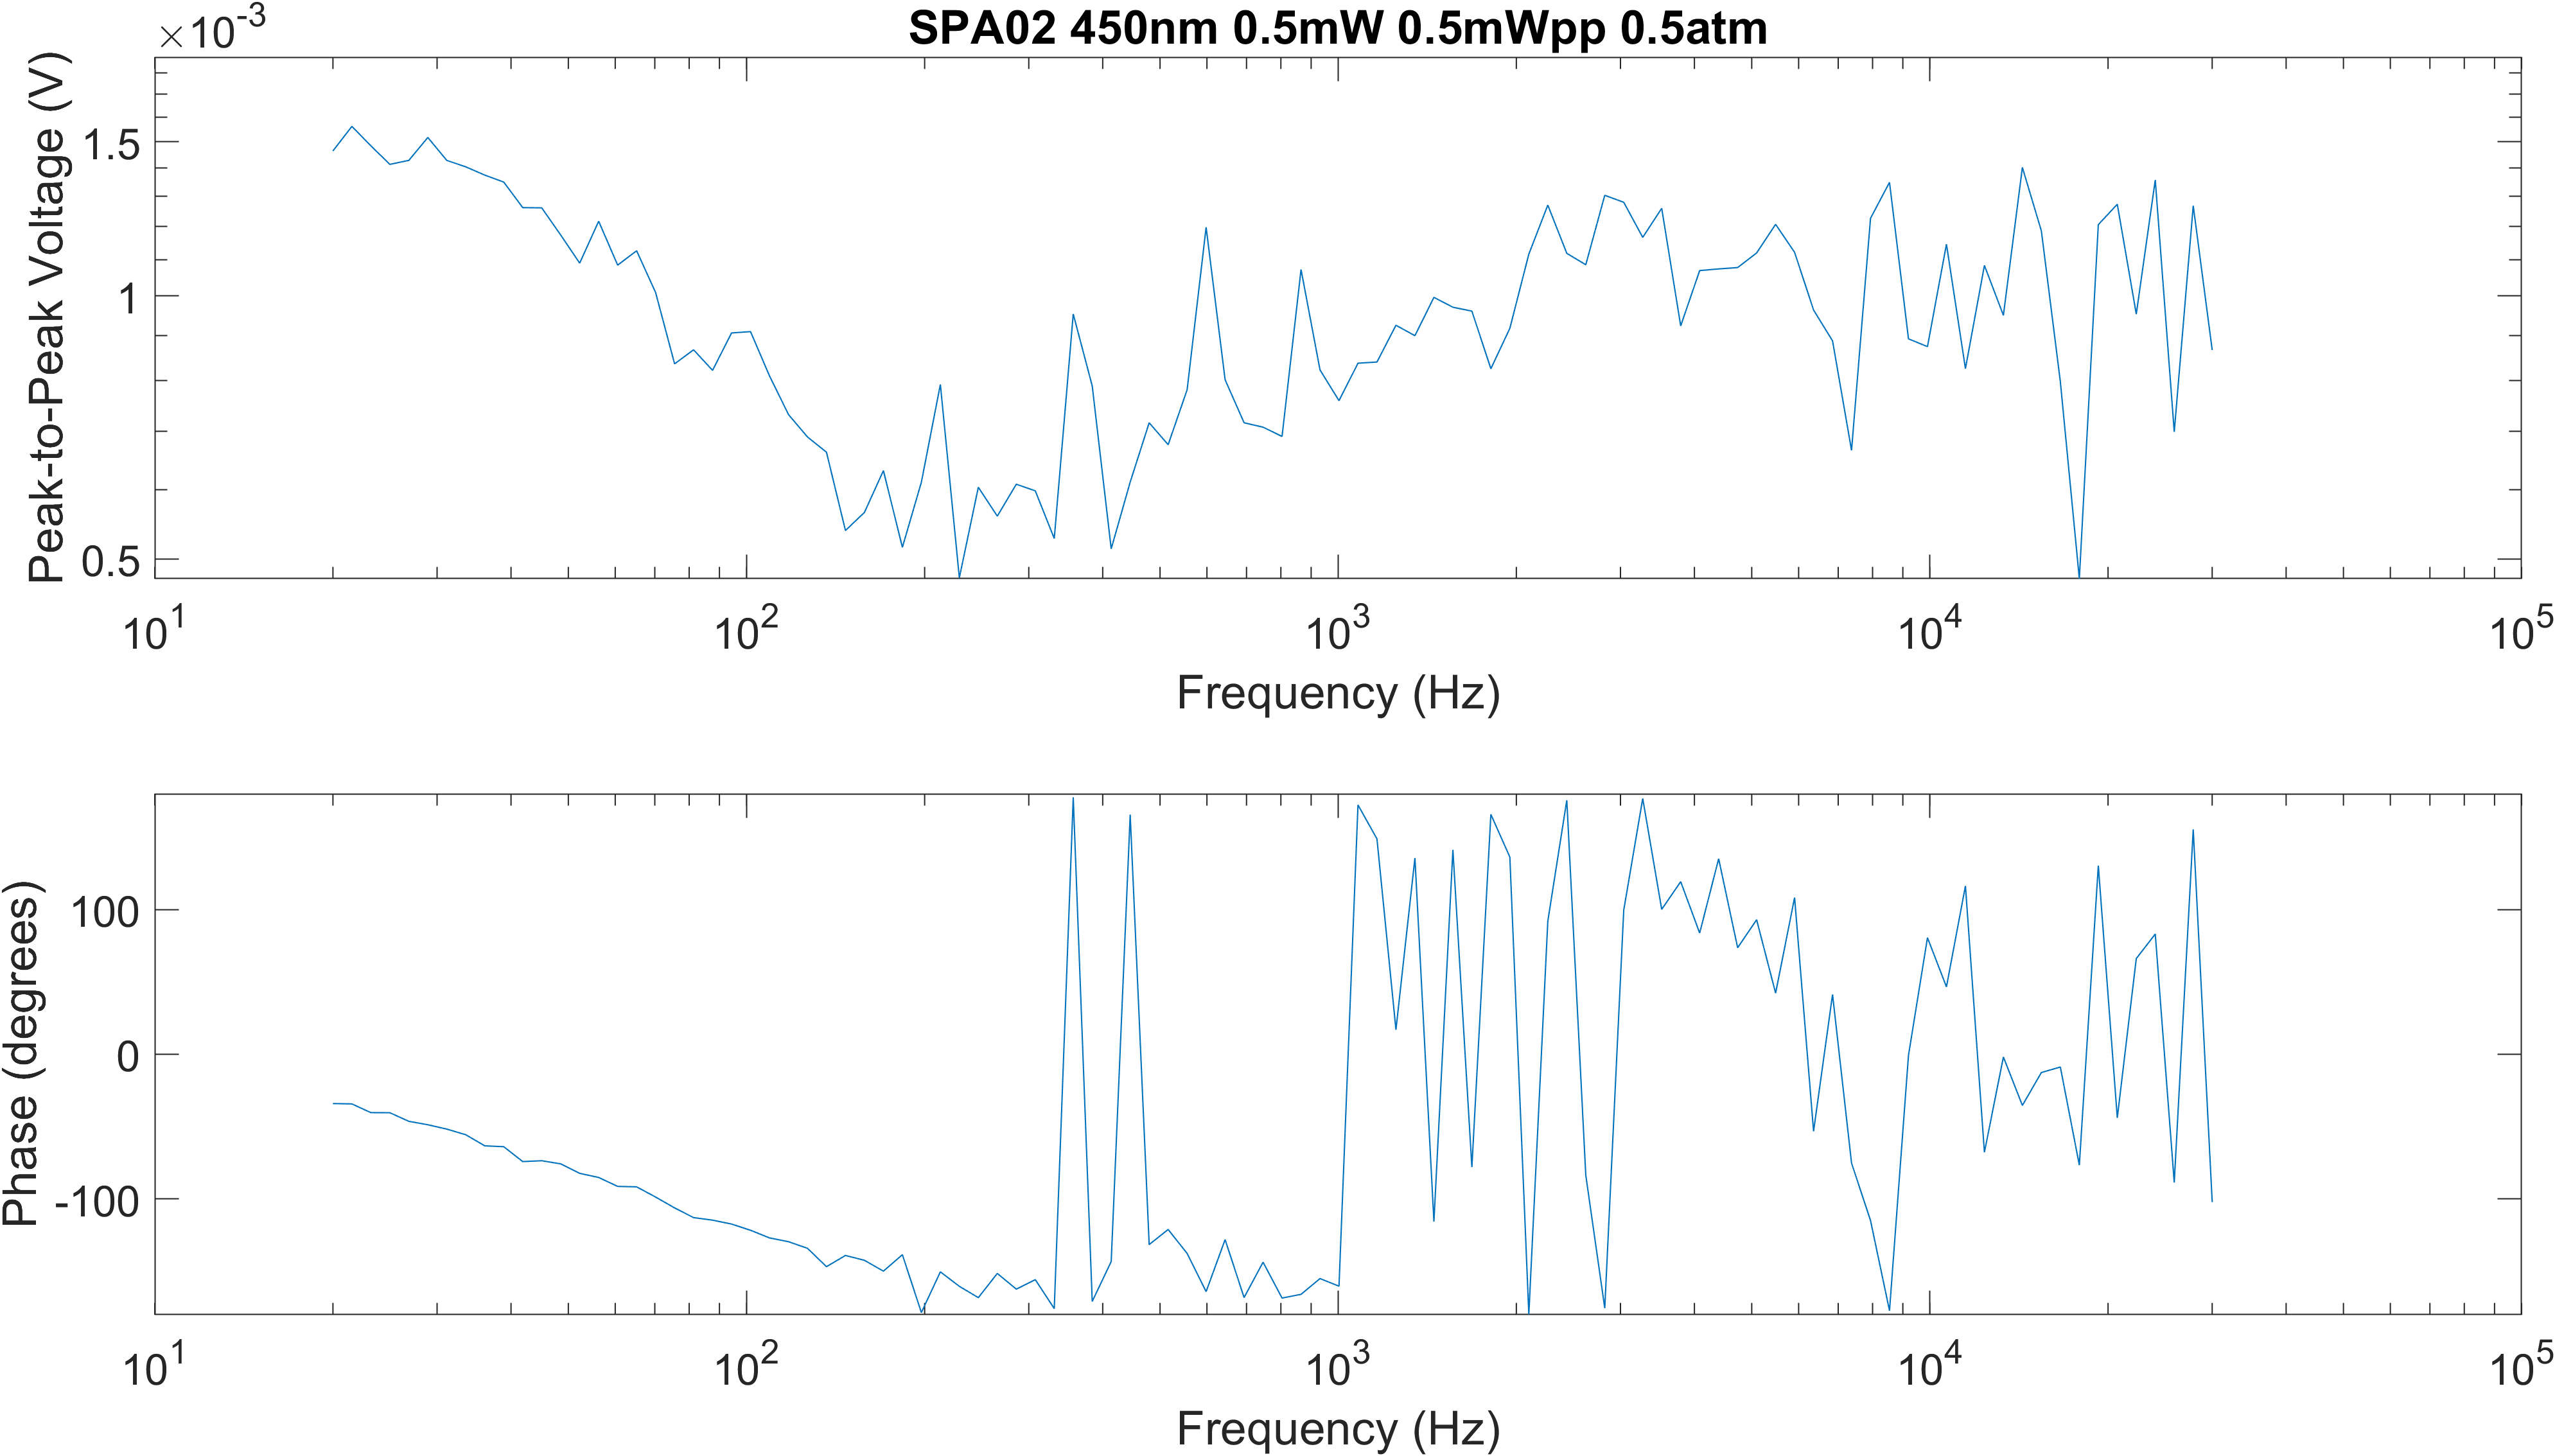 SPA02 450nm 0.5mW 0.5mWpp 0.5atm
×10⁻³
Peak-to-Peak Voltage (V)
1.5
1
0.5
10¹ 10² 10³ 10⁴ 10⁵
Frequency (Hz)
Phase (degrees)
100
0
-100
10¹ 10² 10³ 10⁴ 10⁵
Frequency (Hz)